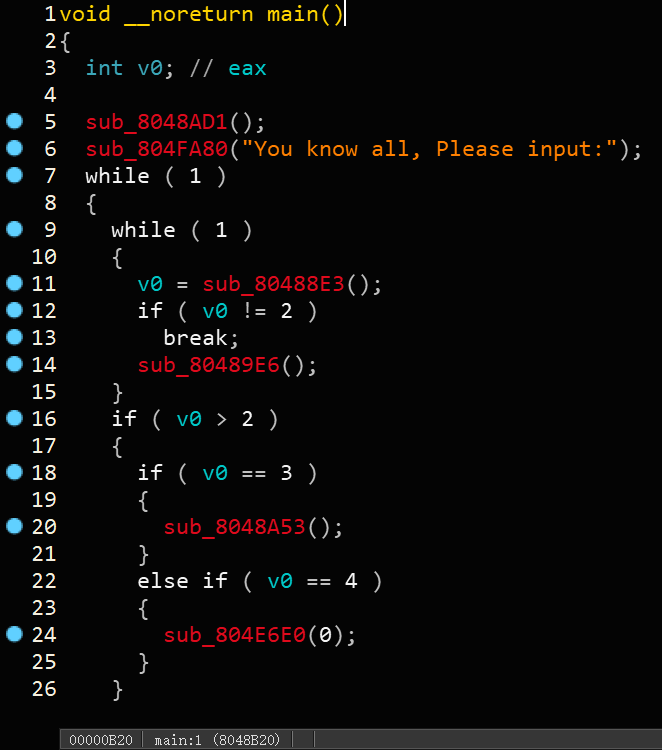 1 void __noreturn main()
2 {
3   int v0; // eax
4
5   sub_8048AD1();
6   sub_804FA80("You know all, Please input:");
7   while ( 1 )
8   {
9     while ( 1 )
10     {
11       v0 = sub_80488E3();
12       if ( v0 != 2 )
13         break;
14       sub_80489E6();
15     }
16     if ( v0 > 2 )
17     {
18       if ( v0 == 3 )
19       {
20         sub_8048A53();
21       }
22       else if ( v0 == 4 )
23       {
24         sub_804E6E0(0);
25       }
26     }
00000B20 main:1 (8048B20)